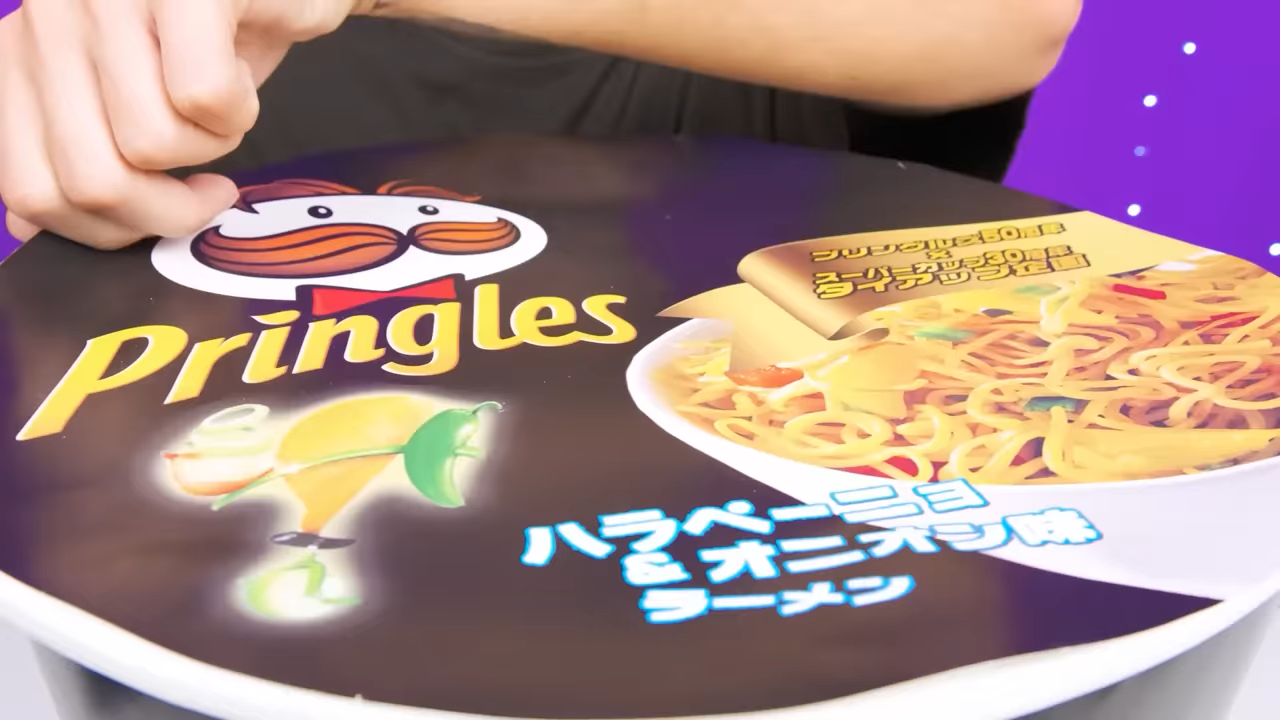 Pringles
プリングルズ50周年
×
スーパーカップ30周年
タイアップ企画
ハラペーニョ
&オニオン味
ラーメン